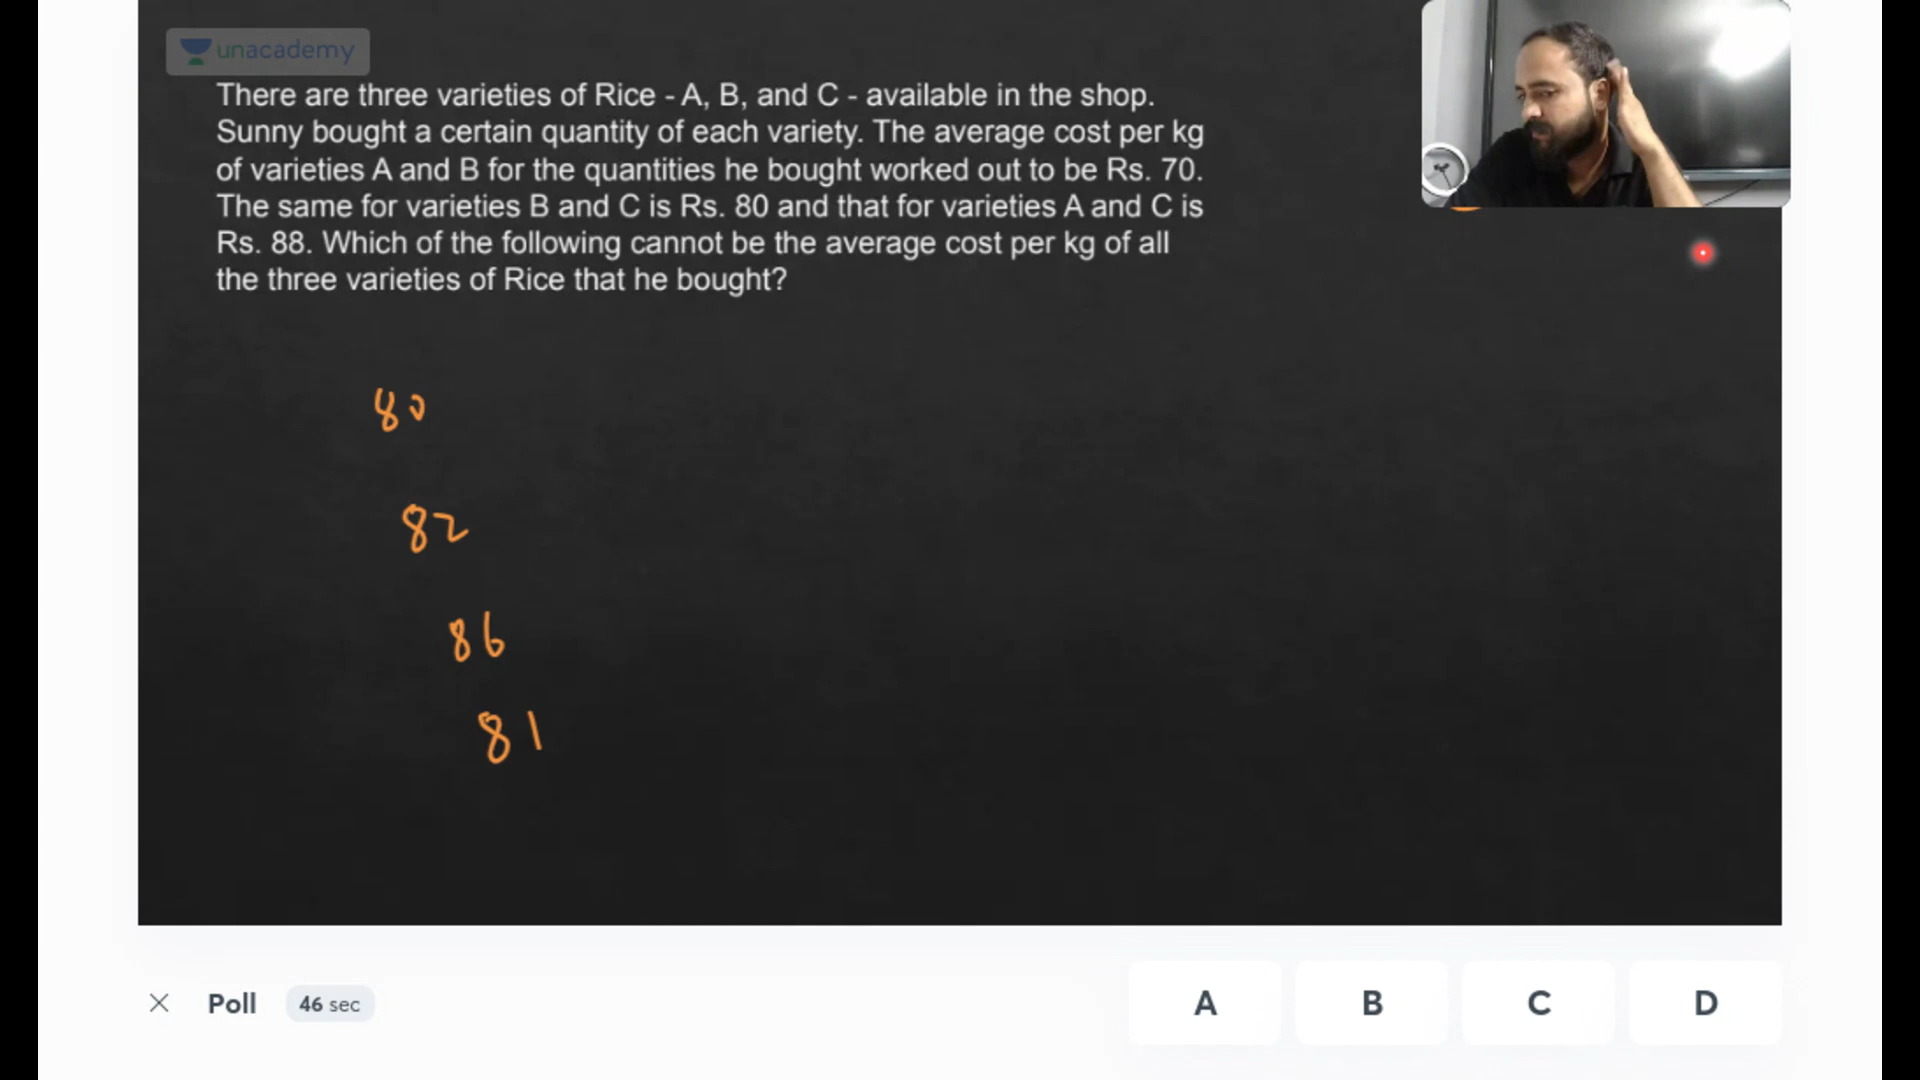 unacademy
There are three varieties of Rice - A, B, and C - available in the shop.
Sunny bought a certain quantity of each variety. The average cost per kg
of varieties A and B for the quantities he bought worked out to be Rs. 70.
The same for varieties B and C is Rs. 80 and that for varieties A and C is
Rs. 88. Which of the following cannot be the average cost per kg of all
the three varieties of Rice that he bought?
80
82
86
81
Poll 46 sec A B C D